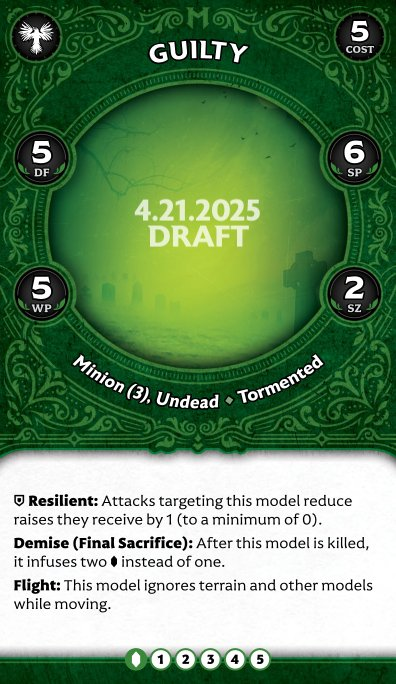 GUILTY
5
COST
5
DF
6
SP
4.21.2025
DRAFT
5
WP
2
SZ
Minion (3), Undead ⬥ Tormented
Resilient: Attacks targeting this model reduce
raises they receive by 1 (to a minimum of 0).
Demise (Final Sacrifice): After this model is killed,
it infuses two ⬮ instead of one.
Flight: This model ignores terrain and other models
while moving.
1 2 3 4 5